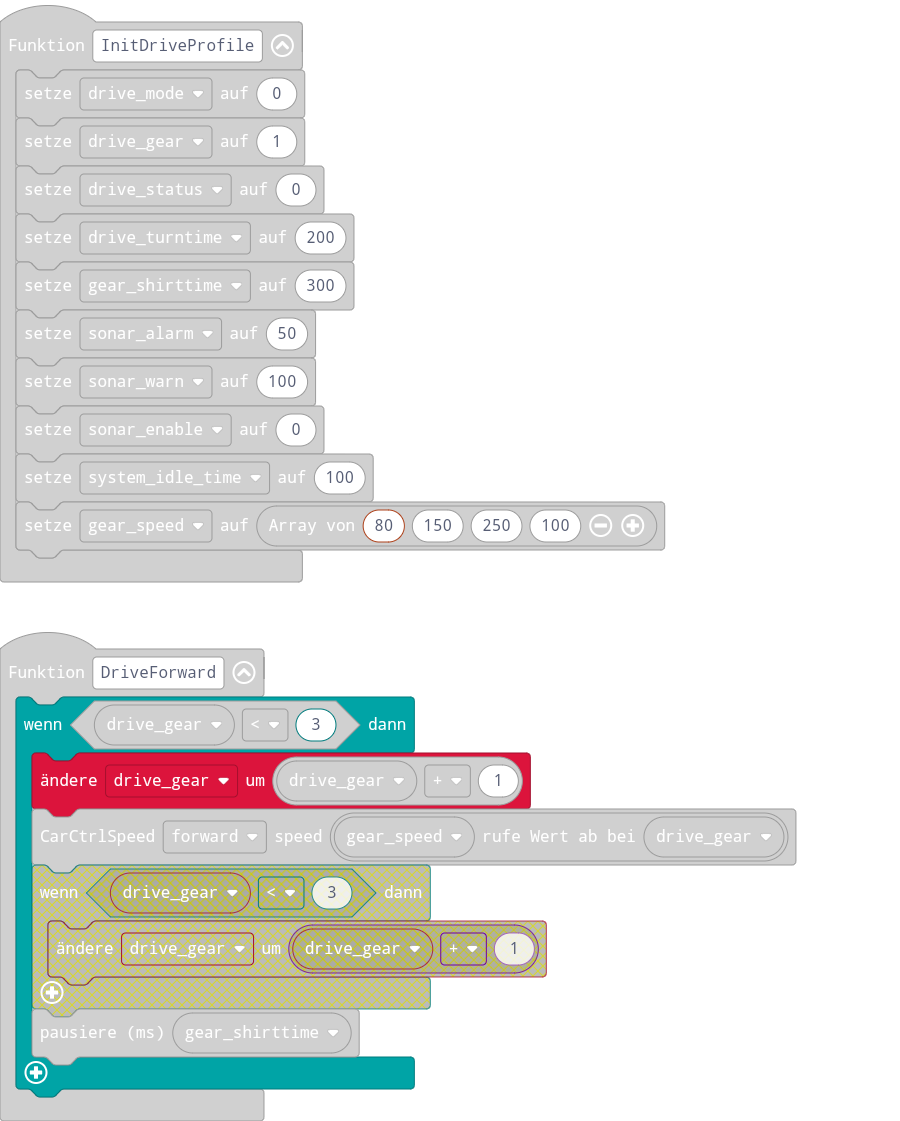 Funktion InitDriveProfile
setze drive_mode auf 0
setze drive_gear auf 1
setze drive_status auf 0
setze drive_turntime auf 200
setze gear_shirttime auf 300
setze sonar_alarm auf 50
setze sonar_warn auf 100
setze sonar_enable auf 0
setze system_idle_time auf 100
setze gear_speed auf Array von 80 150 250 100
Funktion DriveForward
wenn drive_gear < 3 dann
ändere drive_gear um drive_gear + 1
CarCtrlSpeed forward speed gear_speed rufe Wert ab bei drive_gear
wenn drive_gear < 3 dann
ändere drive_gear um drive_gear + 1
pausiere (ms) gear_shirttime